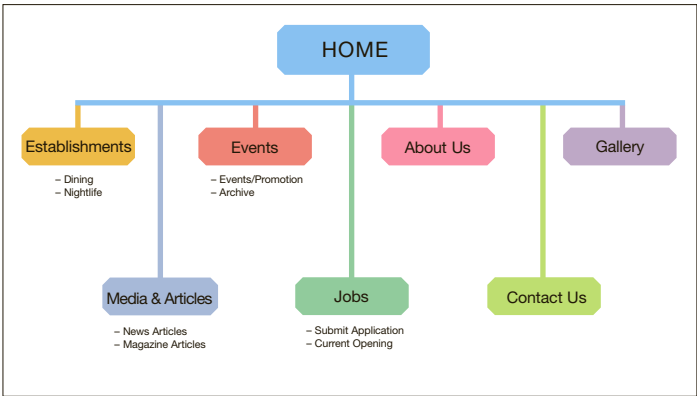 HOME
Establishments
– Dining
– Nightlife
Events
– Events/Promotion
– Archive
About Us
Gallery
Media & Articles
– News Articles
– Magazine Articles
Jobs
– Submit Application
– Current Opening
Contact Us